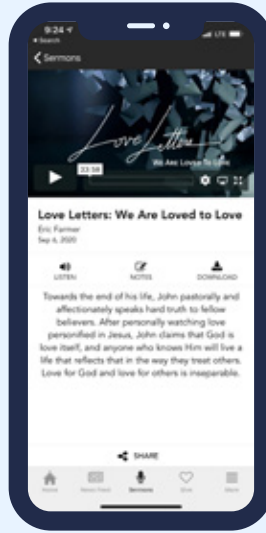 9:24
Search
LTE
Sermons
Love Letters
We Are Loved To Love
33:58
Love Letters: We Are Loved to Love
Eric Farmer
Sep 6, 2020
LISTEN
NOTES
DOWNLOAD
Towards the end of his life, John pastorally and
affectionately speaks hard truth to fellow
believers. After personally watching love
personified in Jesus, John claims that God is
love itself, and anyone who knows Him will live a
life that reflects that in the way they treat others.
Love for God and love for others is inseparable.
SHARE
Home
News Feed
Sermons
Give
More